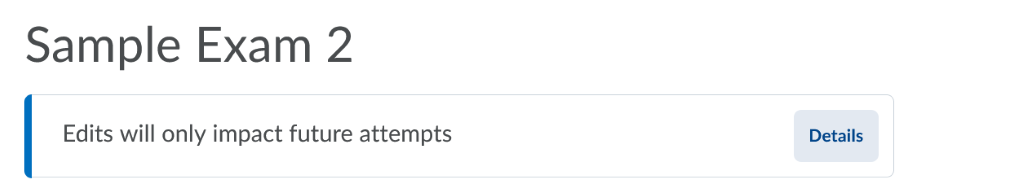 Sample Exam 2
Edits will only impact future attempts
Details